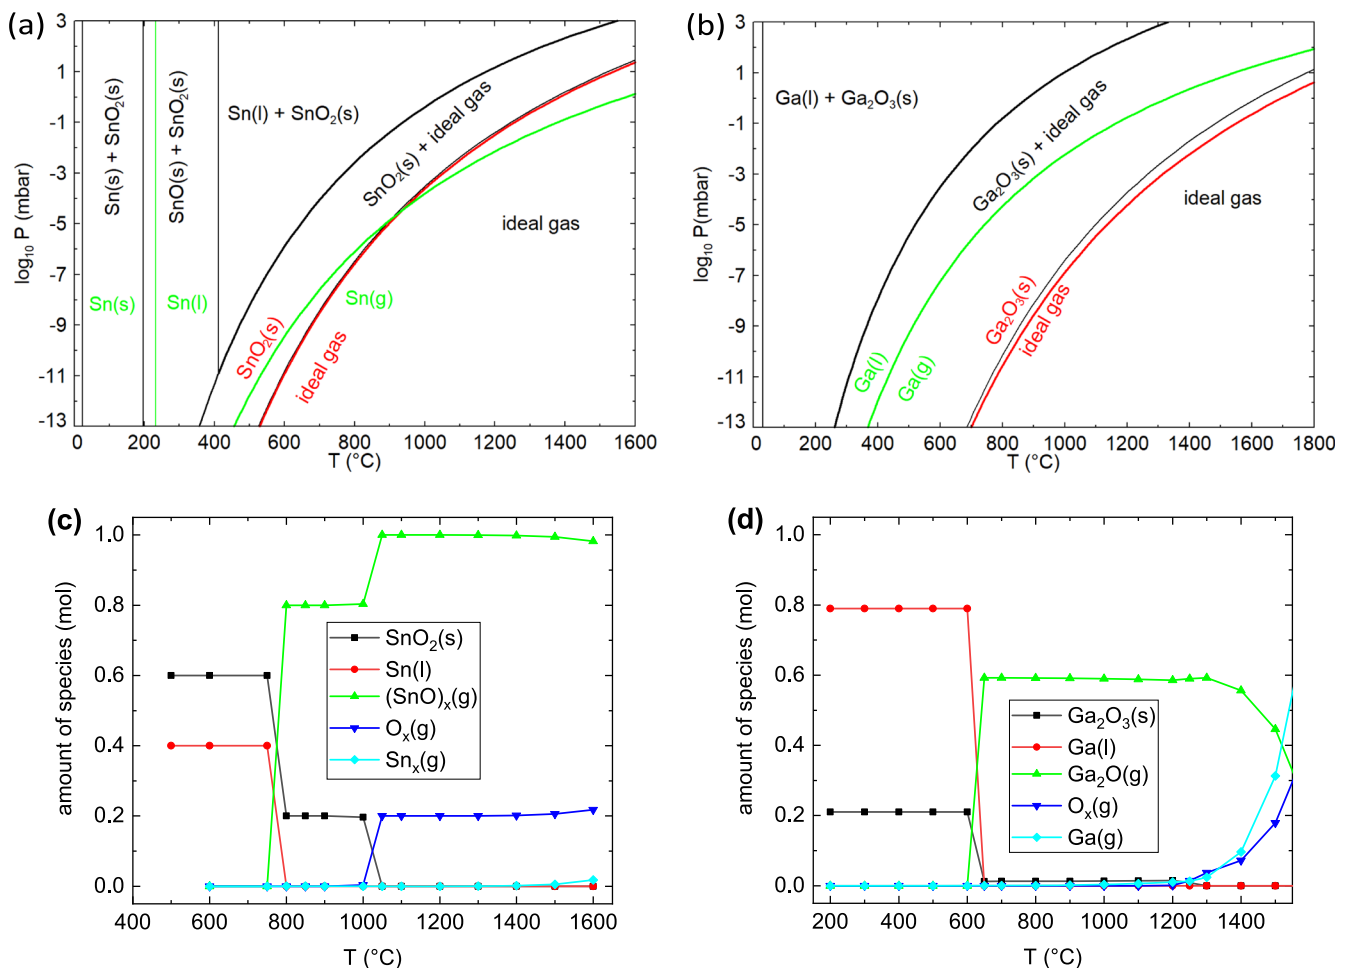 (a)
log₁₀ P (mbar)
3
1
-1
-3
-5
-7
-9
-11
-13
Sn(s) + SnO₂(s)
SnO(s) + SnO₂(s)
Sn(l) + SnO₂(s)
SnO₂(s) + ideal gas
ideal gas
Sn(s)
Sn(l)
Sn(g)
SnO₂(s)
ideal gas
0
200
400
600
800
1000
1200
1400
1600
T (°C)
(b)
log₁₀ P(mbar)
3
1
-1
-3
-5
-7
-9
-11
-13
Ga(l) + Ga₂O₃(s)
Ga₂O₃(s) + ideal gas
ideal gas
Ga(l)
Ga(g)
Ga₂O₃(s)
ideal gas
0
200
400
600
800
1000
1200
1400
1600
1800
T (°C)
(c)
amount of species (mol)
1.0
0.8
0.6
0.4
0.2
0.0
SnO₂(s)
Sn(l)
(SnO)ₓ(g)
Oₓ(g)
Snₓ(g)
400
600
800
1000
1200
1400
1600
T (°C)
(d)
amount of species (mol)
1.0
0.8
0.6
0.4
0.2
0.0
Ga₂O₃(s)
Ga(l)
Ga₂O(g)
Oₓ(g)
Ga(g)
200
400
600
800
1000
1200
1400
T (°C)